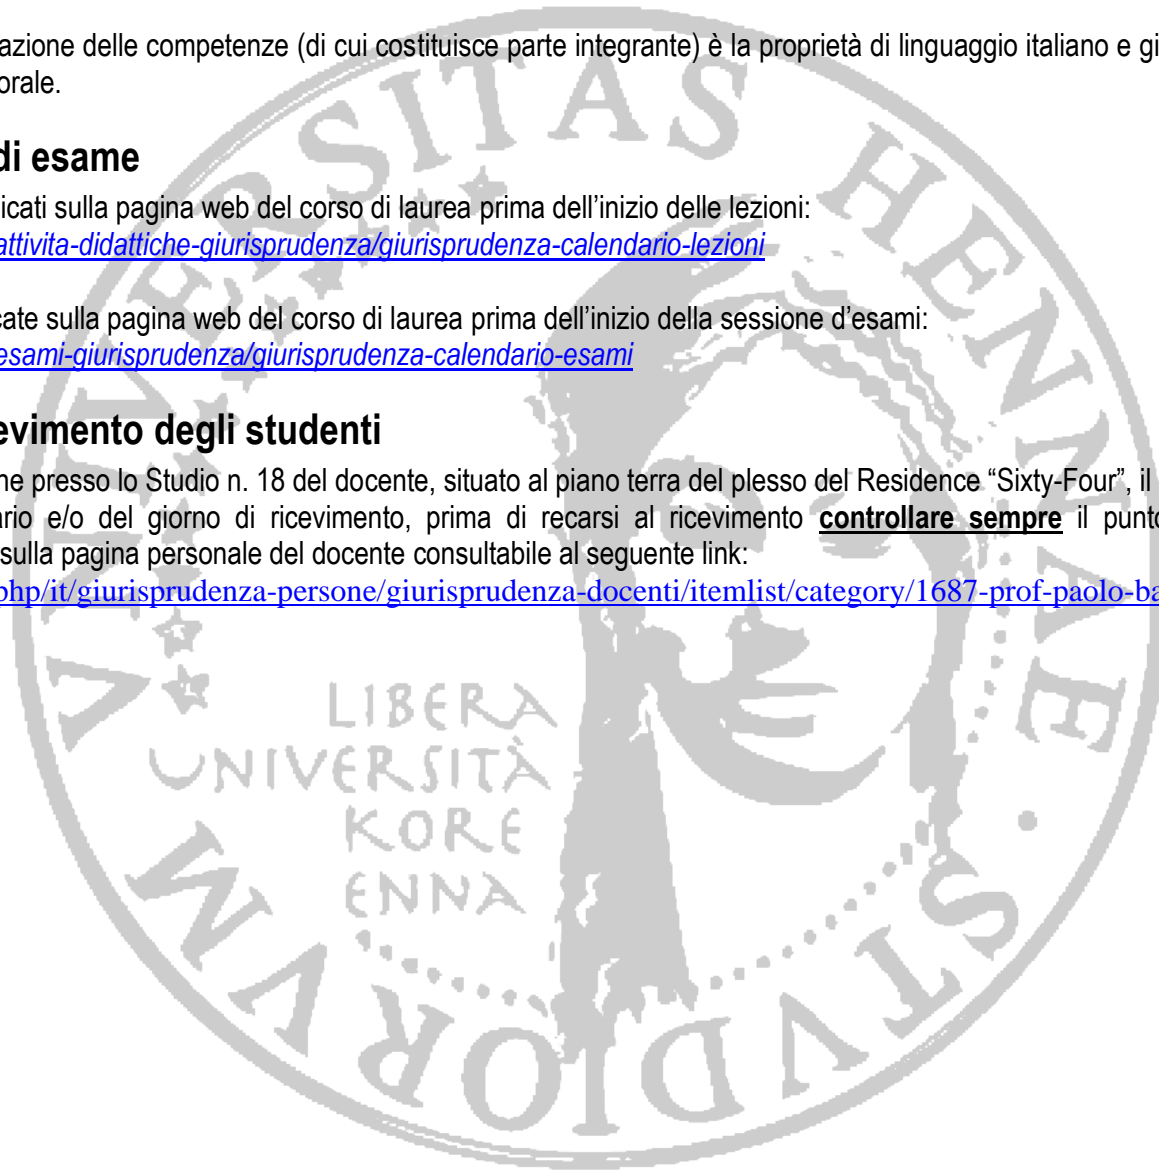 azione delle competenze (di cui costituisce parte integrante) è la proprietà di linguaggio italiano e gi
orale.
di esame
icati sulla pagina web del corso di laurea prima dell’inizio delle lezioni:
attivita-didattiche-giurisprudenza/giurisprudenza-calendario-lezioni
cate sulla pagina web del corso di laurea prima dell’inizio della sessione d’esami:
esami-giurisprudenza/giurisprudenza-calendario-esami
evimento degli studenti
ne presso lo Studio n. 18 del docente, situato al piano terra del plesso del Residence “Sixty-Four”, il
ario e/o del giorno di ricevimento, prima di recarsi al ricevimento controllare sempre il punto
sulla pagina personale del docente consultabile al seguente link:
php/it/giurisprudenza-persone/giurisprudenza-docenti/itemlist/category/1687-prof-paolo-ba
VNIVERSITAS HENNAE · STVDIORVM
LIBERA
UNIVERSITÀ
KORE
ENNA